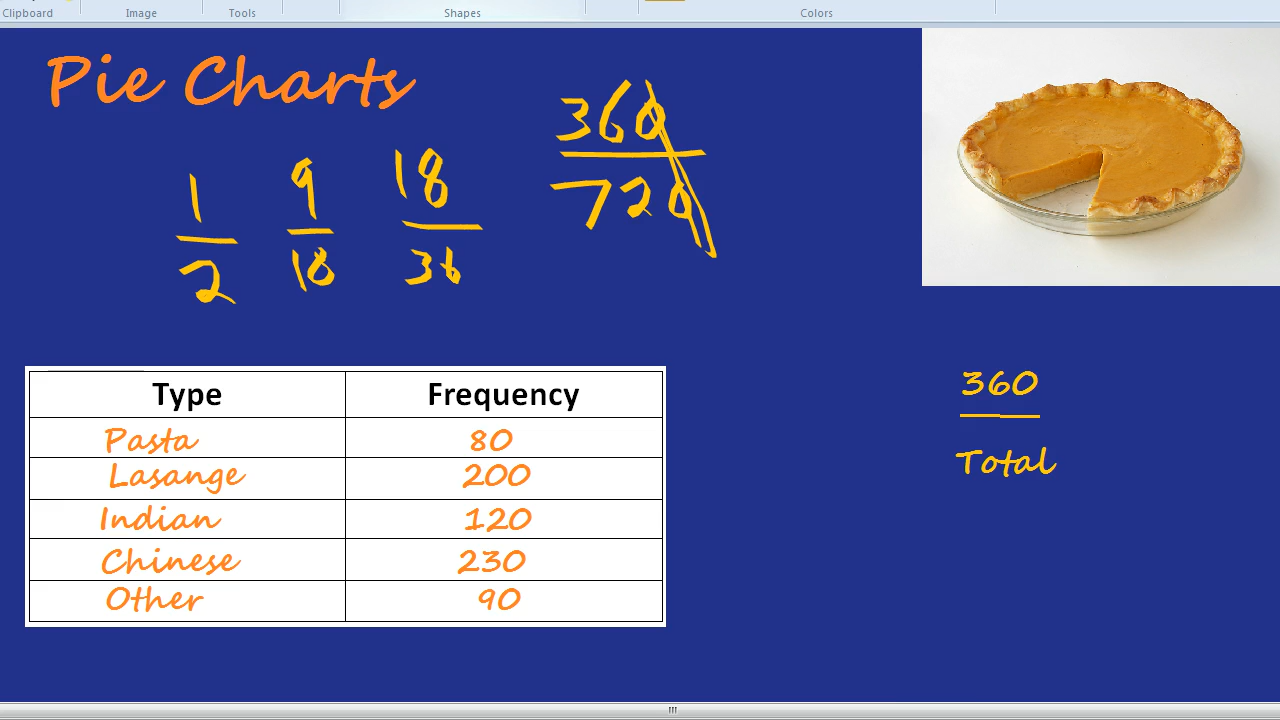 Clipboard Image Tools Shapes Colors
Pie Charts
1/2 9/18 18/36 360/720
Type Frequency
Pasta 80
Lasange 200
Indian 120
Chinese 230
Other 90
360
Total